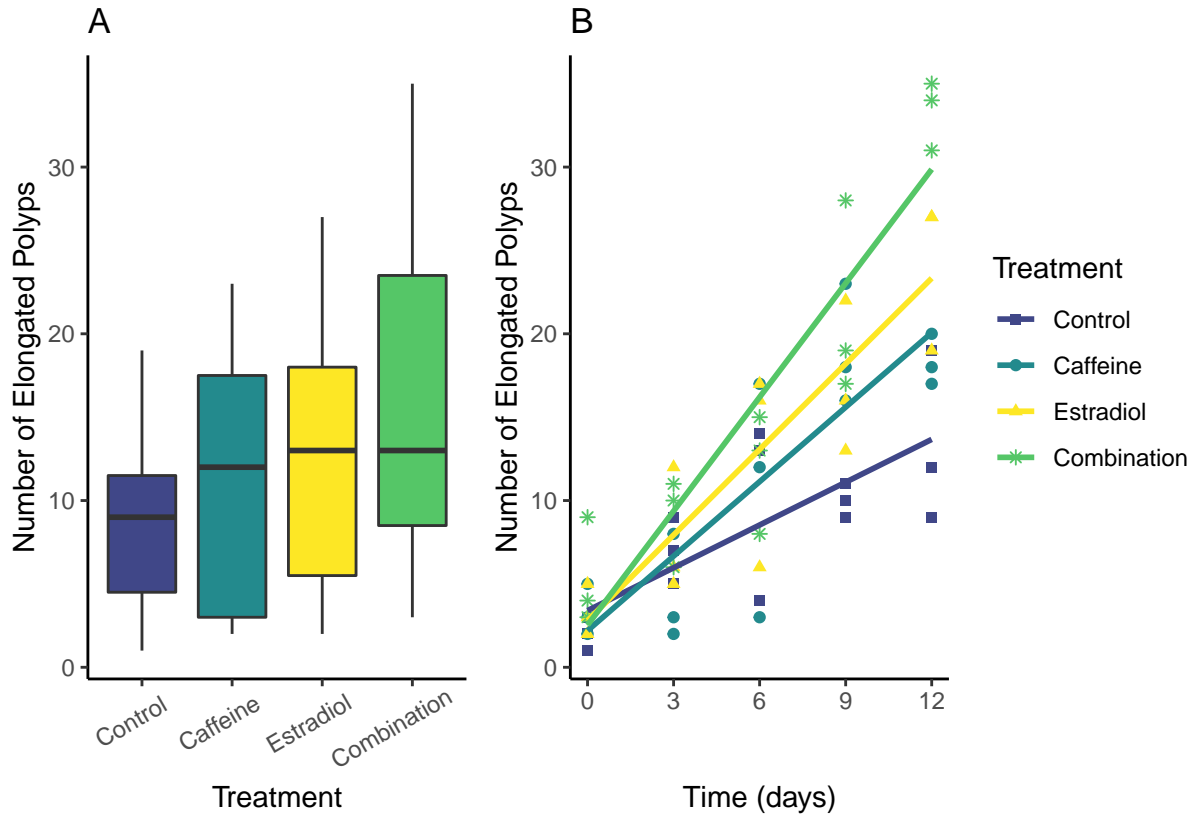 A
Number of Elongated Polyps
30
20
10
0
Control
Caffeine
Estradiol
Combination
Treatment
B
Number of Elongated Polyps
30
20
10
0
0
3
6
9
12
Time (days)
Treatment
Control
Caffeine
Estradiol
Combination